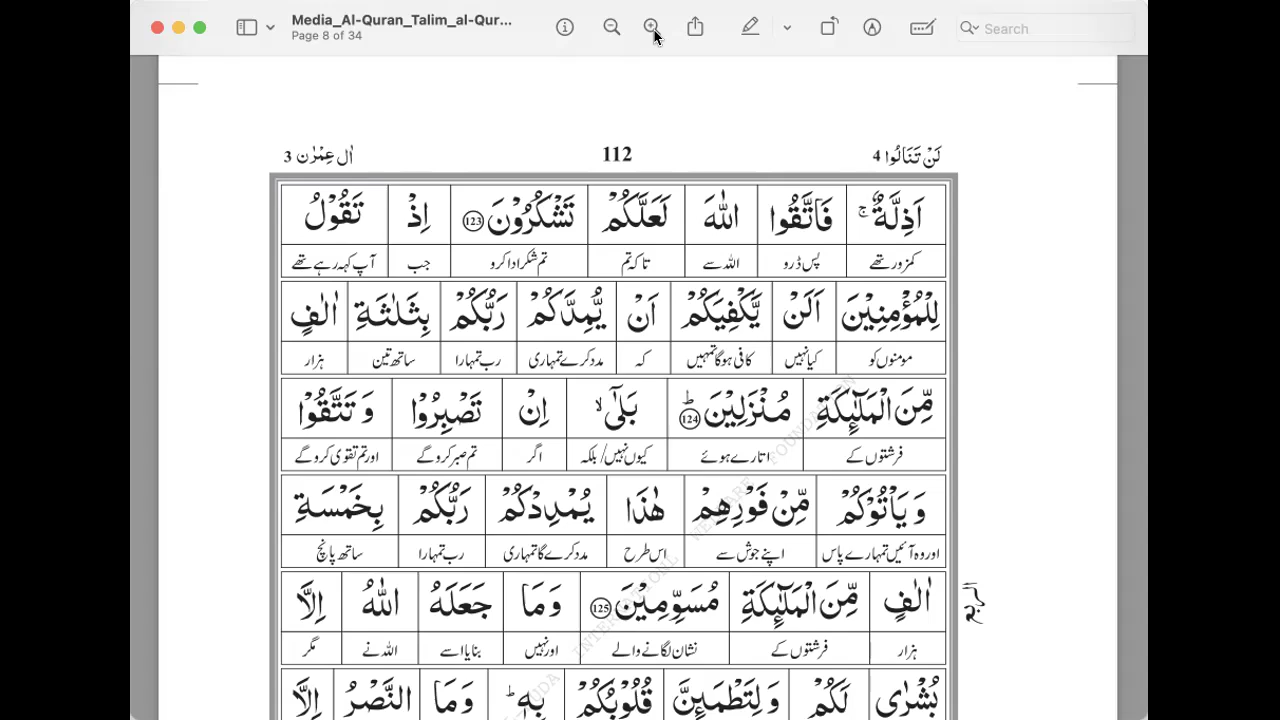 Media_Al-Quran_Talim_al-Qur...
Page 8 of 34
Search
لَنْ تَنَالُوا 4
112
اٰل عِمْرٰن 3
اَذِلَّةٌ ۚ فَاتَّقُوا اللّٰهَ لَعَلَّكُمْ تَشْكُرُوْنَ 123 اِذْ تَقُوْلُ
کمزور تھے پس ڈرو اللہ سے تاکہ تم تم شکر ادا کرو جب آپ کہہ رہے تھے
لِلْمُؤْمِنِيْنَ اَلَنْ يَّكْفِيَكُمْ اَنْ يُّمِدَّكُمْ رَبُّكُمْ بِثَلٰثَةِ اٰلٰفٍ
مومنوں کو کیا نہیں کافی ہوگا تمہیں کہ مدد کرے تمہاری رب تمہارا ساتھ تین ہزار
مِّنَ الْمَلٰٓئِكَةِ مُنْزَلِيْنَ ؕ 124 بَلٰٓى ۙ اِنْ تَصْبِرُوْا وَ تَتَّقُوْا
فرشتوں کے اتارے ہوئے کیوں نہیں/بلکہ اگر تم صبر کرو گے اور تم تقویٰ کرو گے
وَ يَاْتُوْكُمْ مِّنْ فَوْرِهِمْ هٰذَا يُمْدِدْكُمْ رَبُّكُمْ بِخَمْسَةِ
اور وہ آئیں تمہارے پاس اپنے جوش سے اس طرح مدد کرے گا تمہاری رب تمہارا ساتھ پانچ
اٰلٰفٍ مِّنَ الْمَلٰٓئِكَةِ مُسَوِّمِيْنَ 125 وَ مَا جَعَلَهُ اللّٰهُ اِلَّا
ہزار فرشتوں کے نشان لگانے والے اور نہیں بنایا اسے اللہ نے مگر
بُشْرٰى لَكُمْ وَ لِتَطْمَئِنَّ قُلُوْبُكُمْ بِهٖ ؕ وَ مَا النَّصْرُ اِلَّا